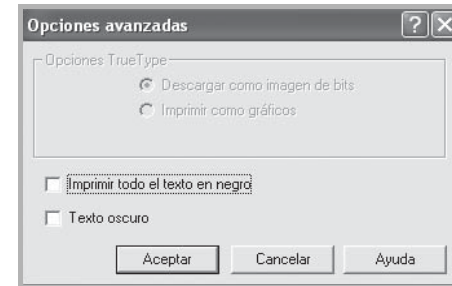 Opciones avanzadas
Opciones TrueType
Descargar como imagen de bits
Imprimir como gráficos
Imprimir todo el texto en negro
Texto oscuro
Aceptar Cancelar Ayuda